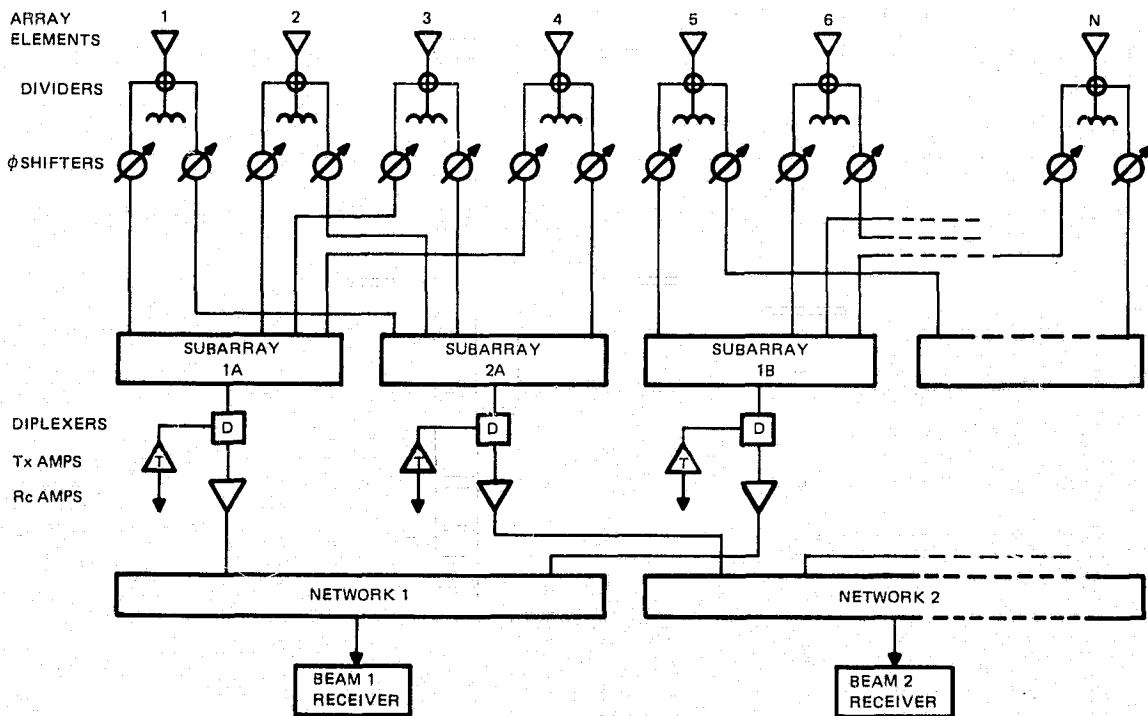 ARRAY
ELEMENTS
1 2 3 4 5 6 N
DIVIDERS
ϕ SHIFTERS
SUBARRAY
1A
SUBARRAY
2A
SUBARRAY
1B
DIPLEXERS
D D D
Tx AMPS
T T T
Rc AMPS
NETWORK 1
NETWORK 2
BEAM 1
RECEIVER
BEAM 2
RECEIVER